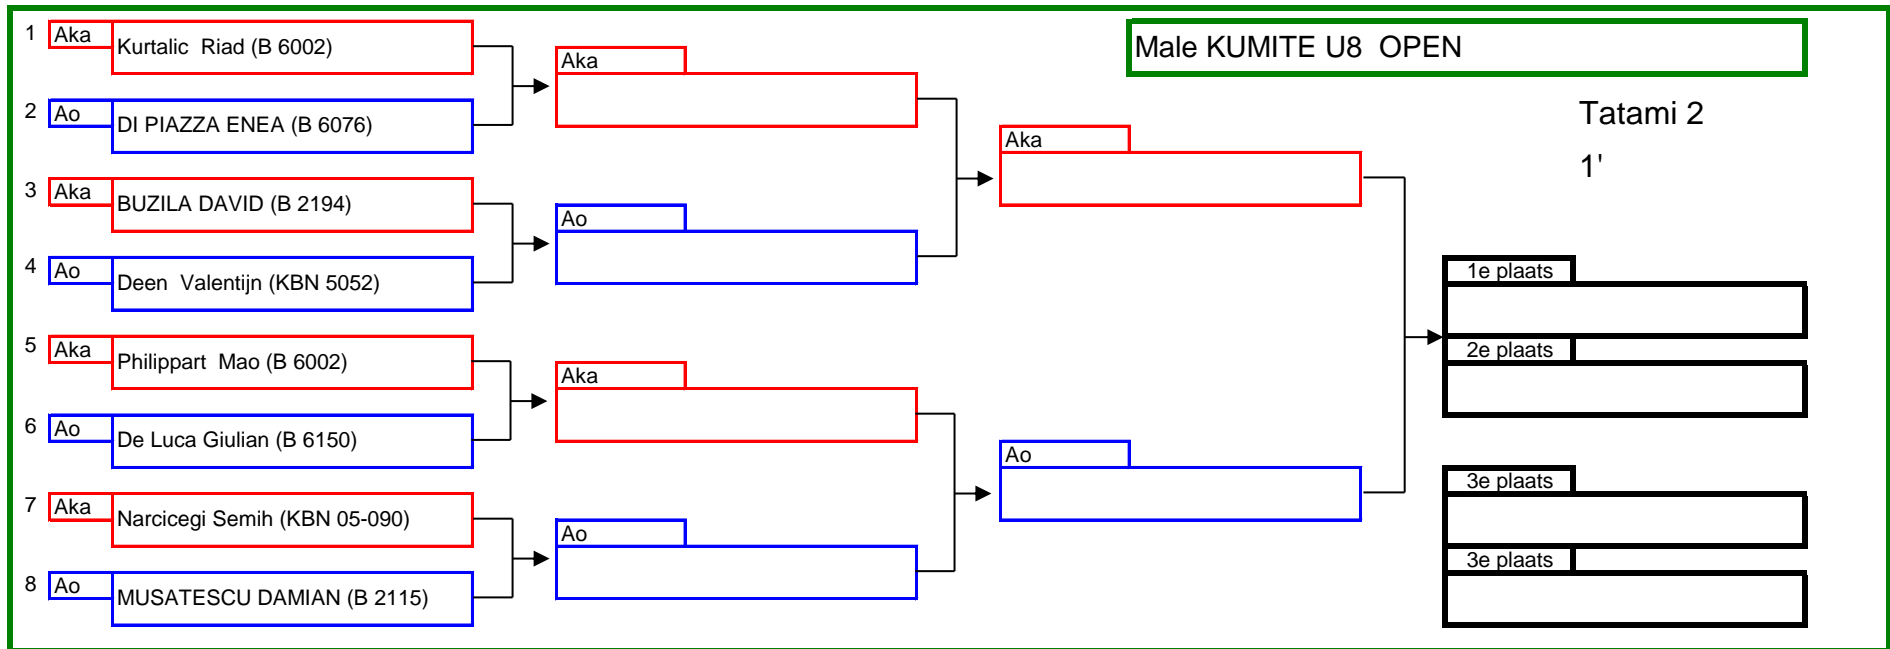 Male KUMITE U8  OPEN
Tatami 2
1'
1 Aka
Kurtalic  Riad (B 6002)
2 Ao
DI PIAZZA ENEA (B 6076)
3 Aka
BUZILA DAVID (B 2194)
4 Ao
Deen  Valentijn (KBN 5052)
5 Aka
Philippart  Mao (B 6002)
6 Ao
De Luca Giulian (B 6150)
7 Aka
Narcicegi Semih (KBN 05-090)
8 Ao
MUSATESCU DAMIAN (B 2115)
Aka
Ao
Aka
Ao
Aka
Ao
1e plaats
2e plaats
3e plaats
3e plaats